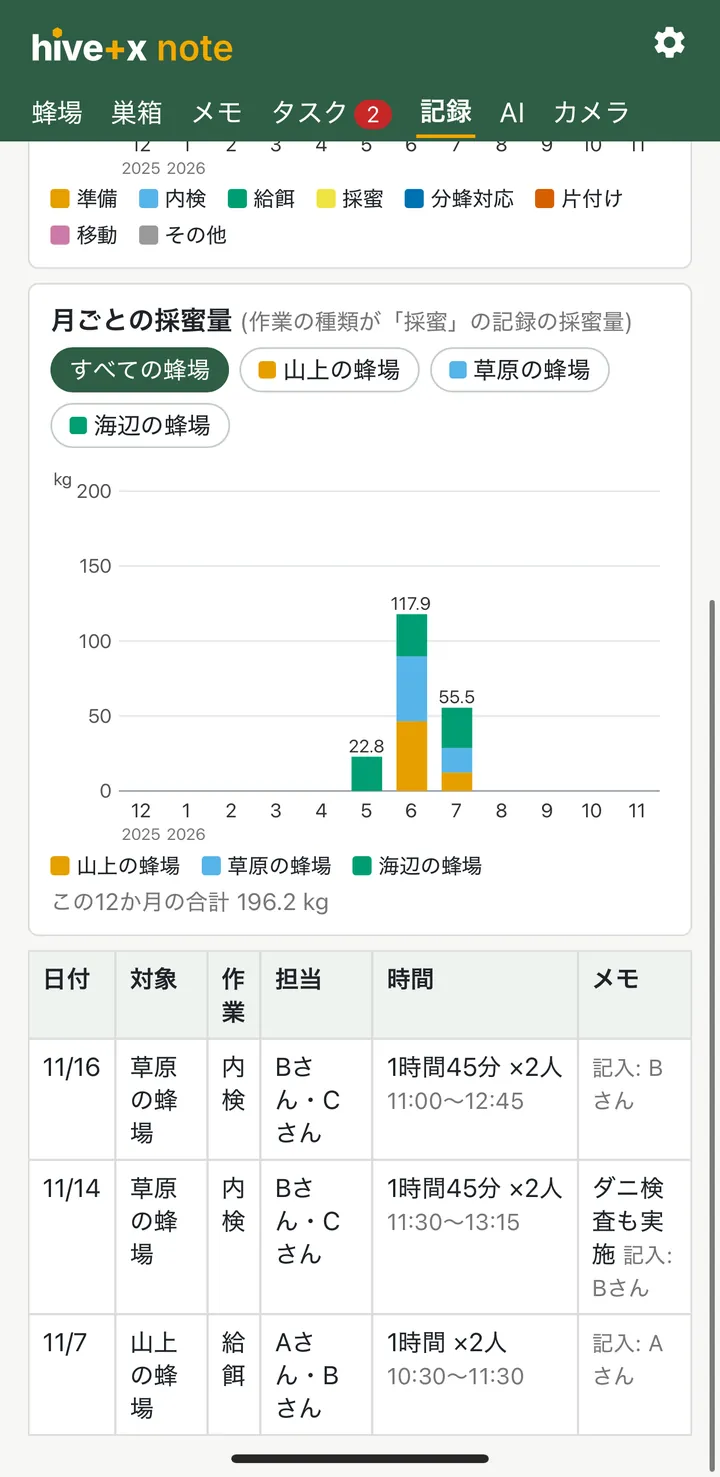 hive+x note
蜂場 巣箱 メモ タスク 2 記録 AI カメラ
12 1 2 3 4 5 6 7 8 9 10 11
2025 2026
準備 内検 給餌 採蜜 分蜂対応 片付け
移動 その他
月ごとの採蜜量 (作業の種類が「採蜜」の記録の採蜜量)
すべての蜂場 山上の蜂場 草原の蜂場
海辺の蜂場
kg
200
150
100
50
0
117.9
55.5
22.8
12 1 2 3 4 5 6 7 8 9 10 11
2025 2026
山上の蜂場 草原の蜂場 海辺の蜂場
この12か月の合計 196.2 kg
日付 対象 作業 担当 時間 メモ
11/16 草原の蜂場 内検 Bさん・Cさん 1時間45分 ×2人 11:00〜12:45 記入: Bさん
11/14 草原の蜂場 内検 Bさん・Cさん 1時間45分 ×2人 11:30〜13:15 ダニ検査も実施 記入: Bさん
11/7 山上の蜂場 給餌 Aさん・Bさん 1時間 ×2人 10:30〜11:30 記入: Aさん